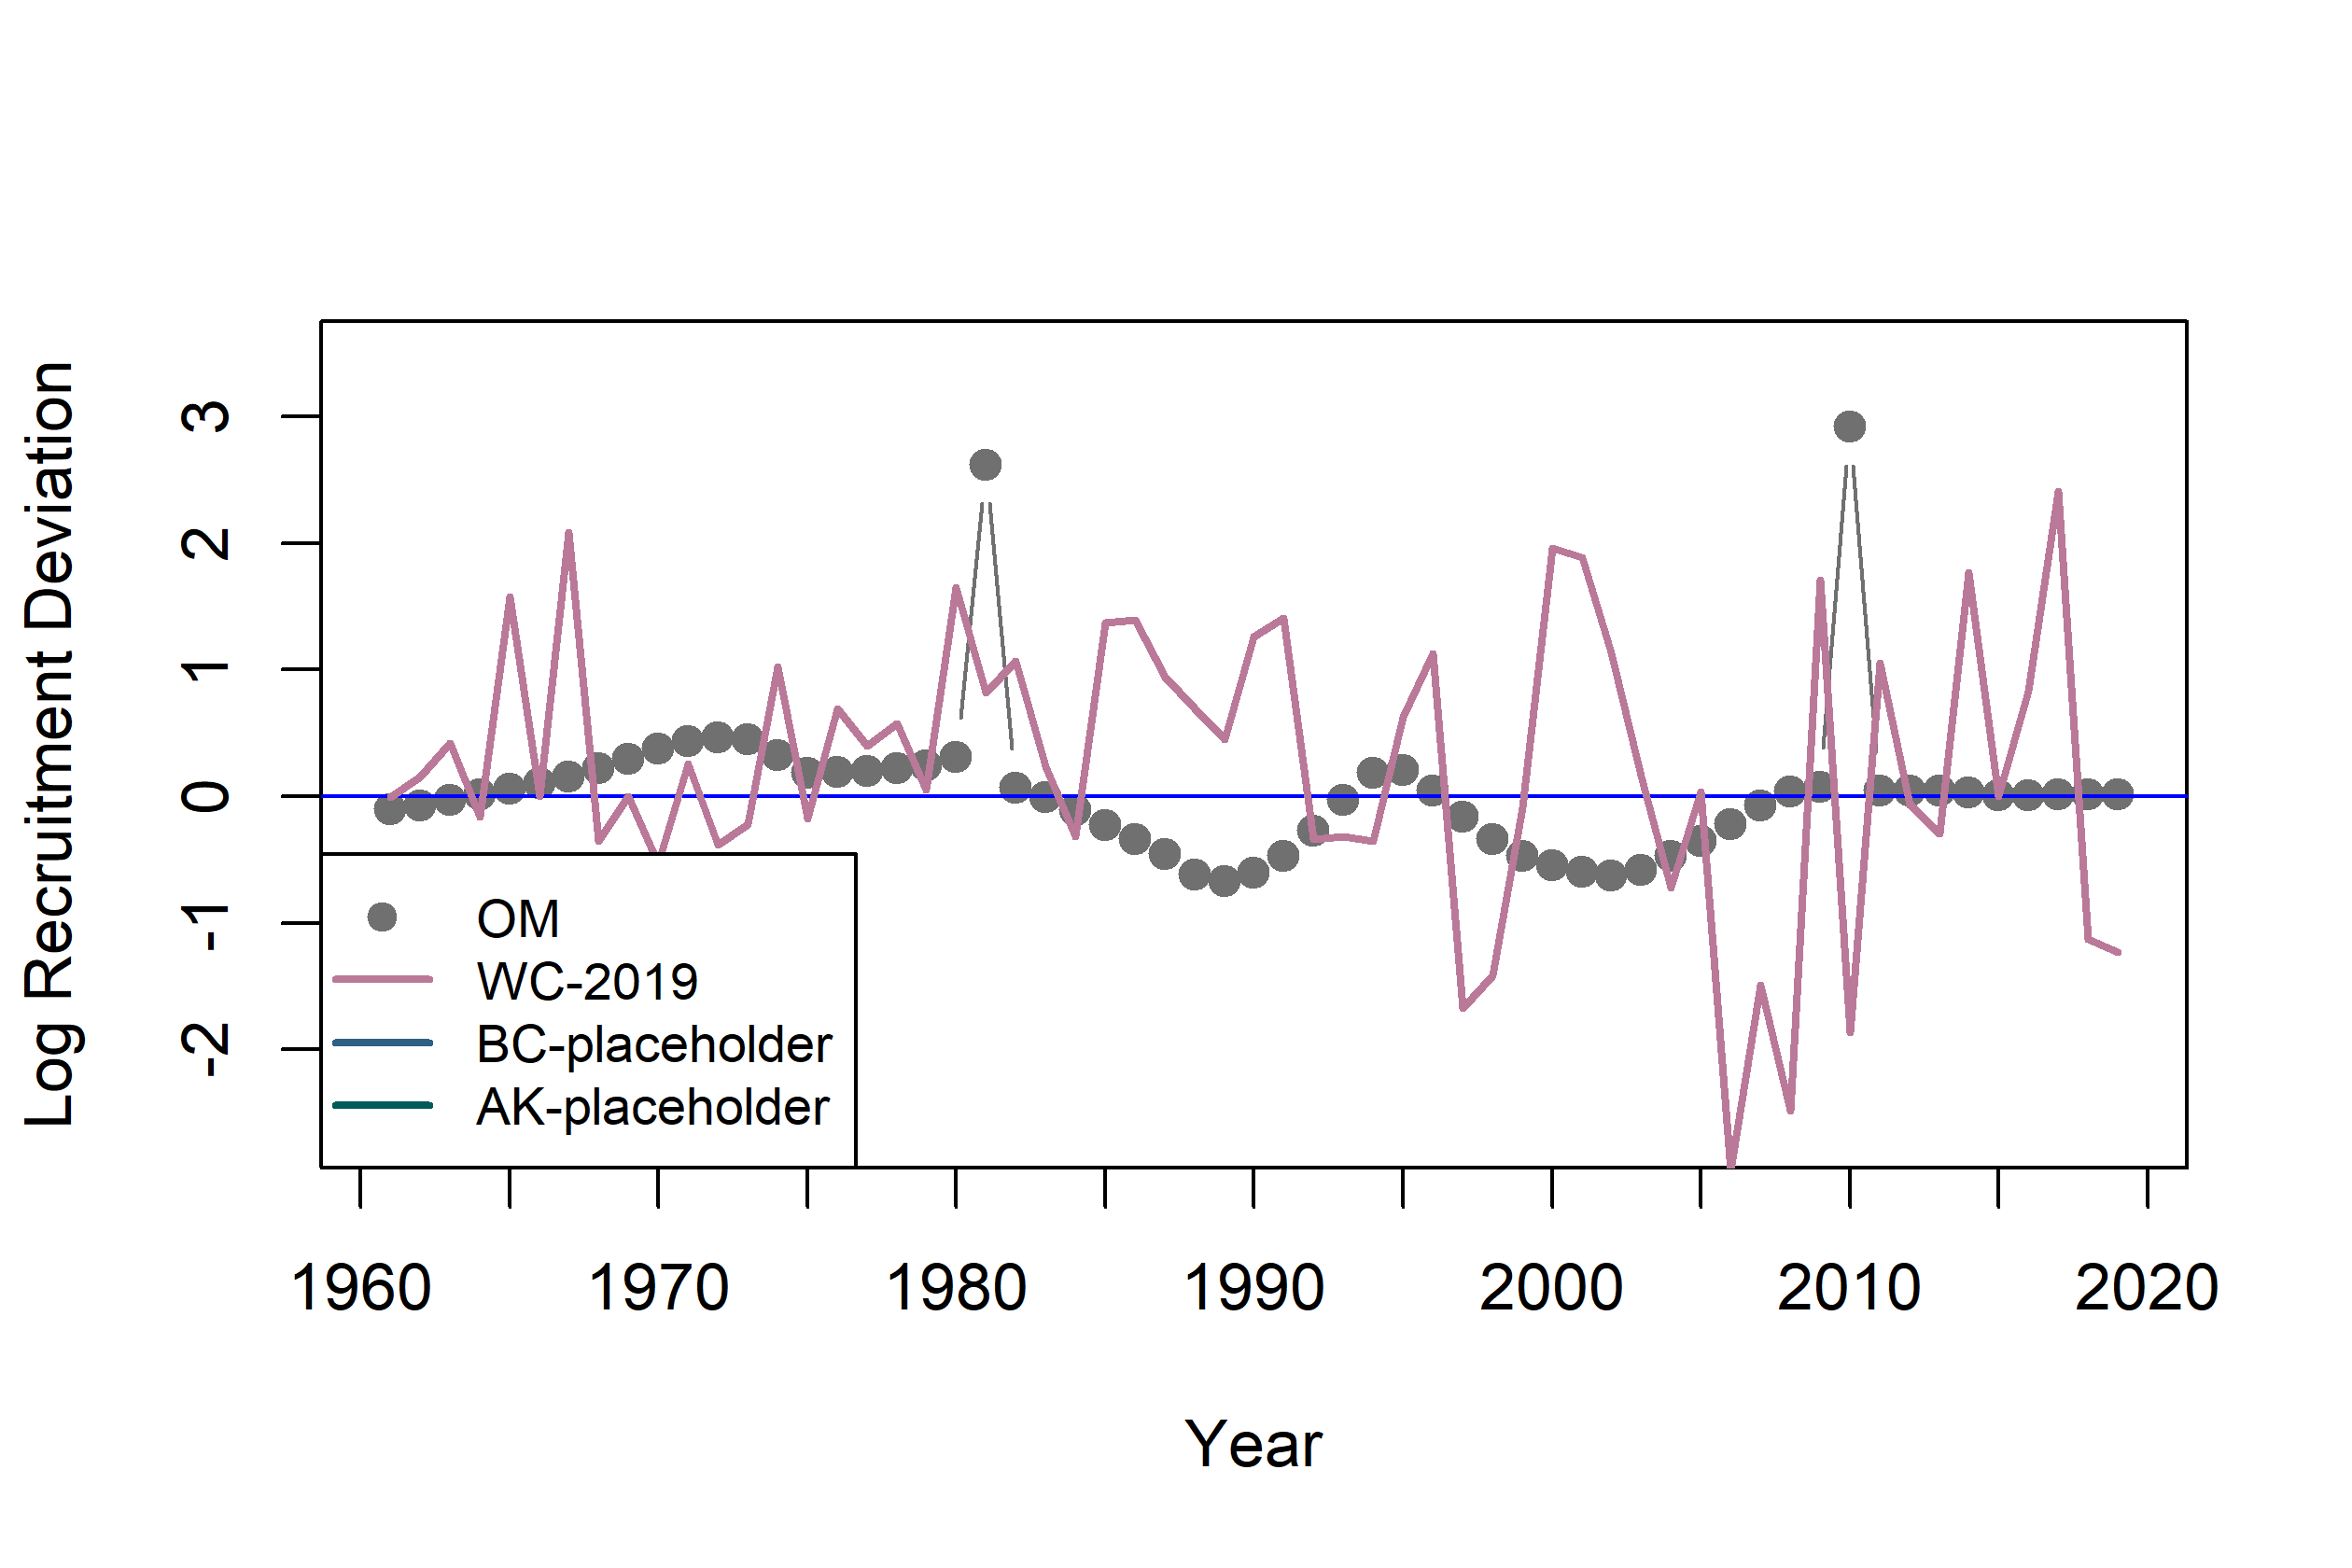 Log Recruitment Deviation
3
2
1
0
-1
-2
OM
WC-2019
BC-placeholder
AK-placeholder
1960 1970 1980 1990 2000 2010 2020
Year